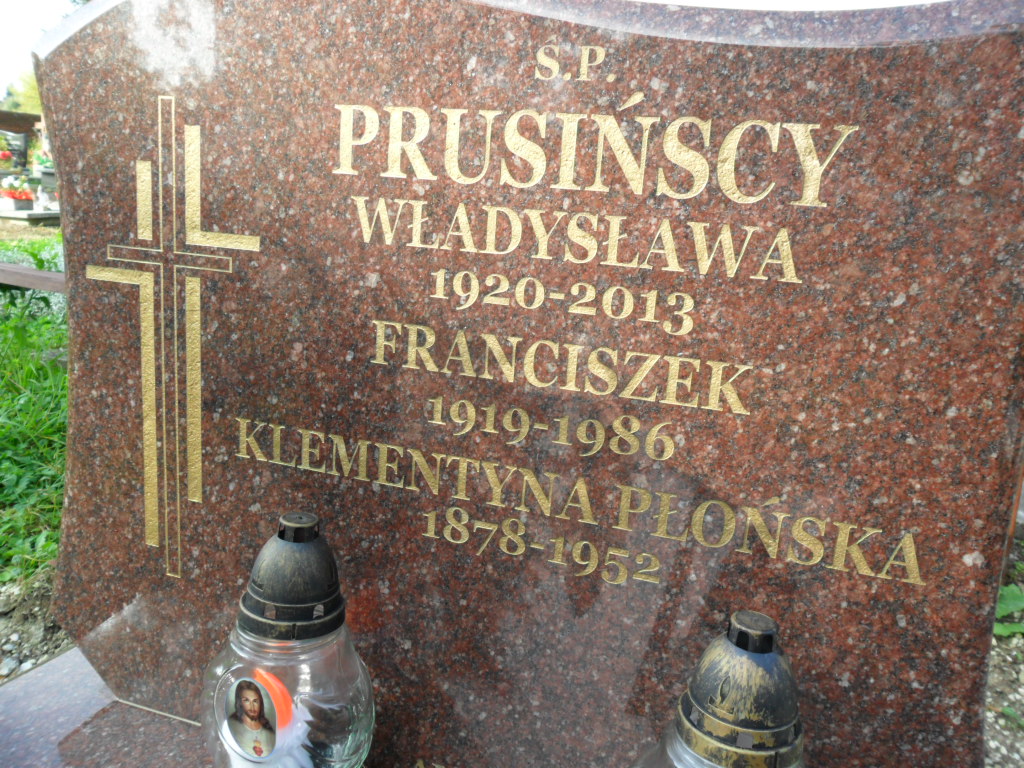 Ś.P.
PRUSIŃSCY
WŁADYSŁAWA
1920-2013
FRANCISZEK
1919-1986
KLEMENTYNA PŁOŃSKA
1878-1952